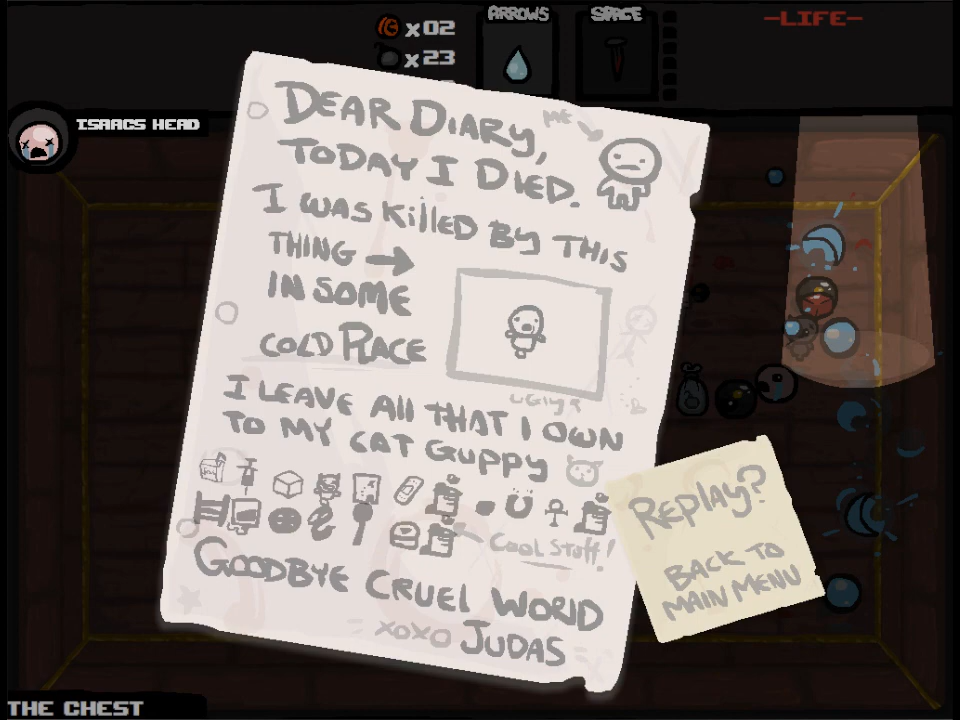 x02
ARROWS
SPACE
-LIFE-
x23
ISAACS HEAD
DEAR DIARY,
ME
TODAY I DIED.
I WAS KILLED BY THIS
THING
IN SOME
COLD PLACE
UGLY
I LEAVE ALL THAT I OWN
TO MY CAT GUPPY
COOL STUFF!
GOODBYE CRUEL WORLD
XOXO JUDAS
REPLAY?
BACK TO
MAIN MENU
THE CHEST